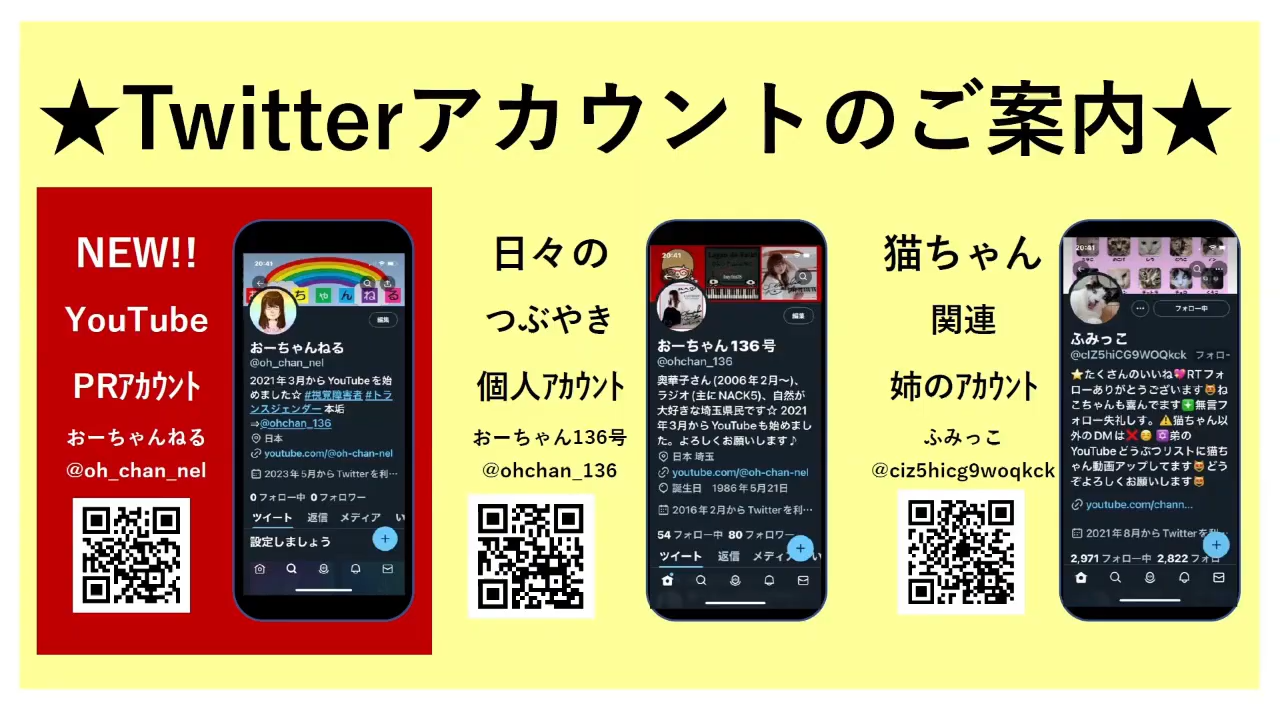 ★Twitterアカウントのご案内★
NEW!!
YouTube
PRｱｶｳﾝﾄ
おーちゃんねる
@oh_chan_nel
20:41
ちゃんねる
編集
おーちゃんねる
@oh_chan_nel
2021年3月からYouTubeを始
めました☆ #視覚障害者 #トラ
ンスジェンダー 本垢
⇒@ohchan_136
日本
youtube.com/@oh-chan-nel
2023年5月からTwitterを利…
0 フォロー中 0 フォロワー
ツイート 返信 メディア い
設定しましょう
日々の
つぶやき
個人ｱｶｳﾝﾄ
おーちゃん136号
@ohchan_136
20:41
編集
おーちゃん136号
@ohchan_136
奥華子さん(2006年2月〜)、
ラジオ(主にNACK5)、自然が
大好きな埼玉県民です☆ 2021
年3月からYouTubeも始めまし
た。よろしくお願いします♪
日本 埼玉
youtube.com/@oh-chan-nel
誕生日 1986年5月21日
2016年2月からTwitterを利…
54 フォロー中 80 フォロワー
ツイート 返信 メディア い
猫ちゃん
関連
姉のｱｶｳﾝﾄ
ふみっこ
@ciz5hicg9woqkck
20:41
フォロー中
ふみっこ
@cIZ5hiCG9WOQkck フォロー
⭐たくさんのいいね💖RTフォ
ローありがとうございます😸ね
こちゃんも喜んでます➕無言フ
ォロー失礼しす。⚠️猫ちゃん以
外のDMは❌😑🔯弟の
YouTubeどうぶつリストに猫ち
ゃん動画アップしてます😸どう
ぞよろしくお願いします😸
youtube.com/chann...
2021年8月からTwitterを利…
2,971 フォロー中 2,822 フォロ